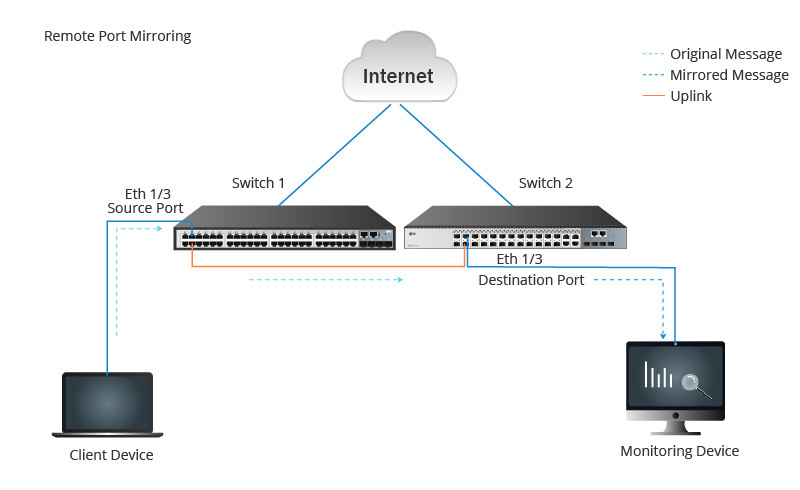 Remote Port Mirroring
Internet
Original Message
Mirrored Message
Uplink
Switch 1
Switch 2
Eth 1/3
Source Port
Eth 1/3
Destination Port
Client Device
Monitoring Device